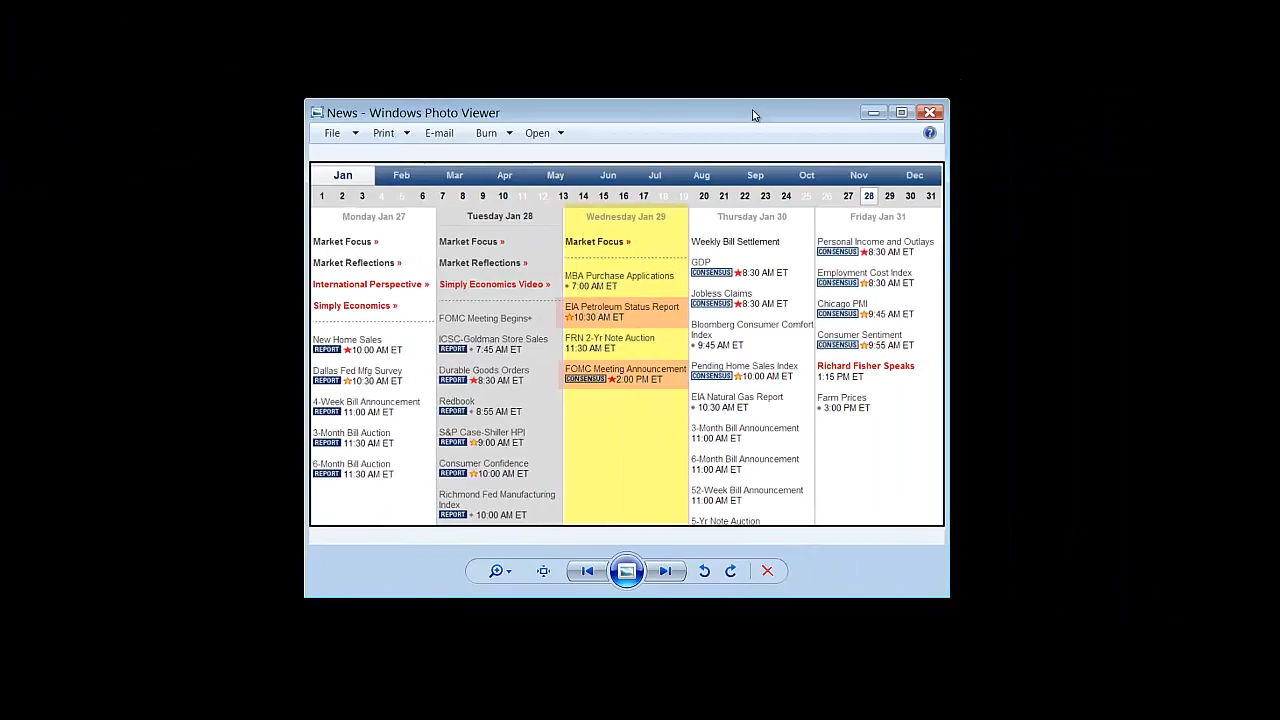 News - Windows Photo Viewer
File Print E-mail Burn Open
Jan Feb Mar Apr May Jun Jul Aug Sep Oct Nov Dec
1 2 3 4 5 6 7 8 9 10 11 12 13 14 15 16 17 18 19 20 21 22 23 24 25 26 27 28 29 30 31
Monday Jan 27
Market Focus »
Market Reflections »
International Perspective »
Simply Economics »
New Home Sales
REPORT 10:00 AM ET
Dallas Fed Mfg Survey
REPORT 10:30 AM ET
4-Week Bill Announcement
REPORT 11:00 AM ET
3-Month Bill Auction
REPORT 11:30 AM ET
6-Month Bill Auction
REPORT 11:30 AM ET
Tuesday Jan 28
Market Focus »
Market Reflections »
Simply Economics Video »
FOMC Meeting Begins
ICSC-Goldman Store Sales
REPORT 7:45 AM ET
Durable Goods Orders
REPORT 8:30 AM ET
Redbook
REPORT 8:55 AM ET
S&P Case-Shiller HPI
REPORT 9:00 AM ET
Consumer Confidence
REPORT 10:00 AM ET
Richmond Fed Manufacturing
Index
REPORT 10:00 AM ET
Wednesday Jan 29
Market Focus »
MBA Purchase Applications
7:00 AM ET
EIA Petroleum Status Report
10:30 AM ET
FRN 2-Yr Note Auction
11:30 AM ET
FOMC Meeting Announcement
CONSENSUS 2:00 PM ET
Thursday Jan 30
Weekly Bill Settlement
GDP
CONSENSUS 8:30 AM ET
Jobless Claims
CONSENSUS 8:30 AM ET
Bloomberg Consumer Comfort
Index
9:45 AM ET
Pending Home Sales Index
CONSENSUS 10:00 AM ET
EIA Natural Gas Report
10:30 AM ET
3-Month Bill Announcement
11:00 AM ET
6-Month Bill Announcement
11:00 AM ET
52-Week Bill Announcement
11:00 AM ET
5-Yr Note Auction
Friday Jan 31
Personal Income and Outlays
CONSENSUS 8:30 AM ET
Employment Cost Index
CONSENSUS 8:30 AM ET
Chicago PMI
CONSENSUS 9:45 AM ET
Consumer Sentiment
CONSENSUS 9:55 AM ET
Richard Fisher Speaks
1:15 PM ET
Farm Prices
3:00 PM ET